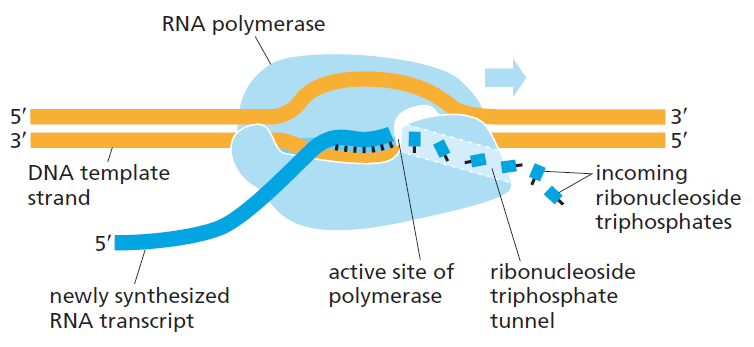 RNA polymerase
5′
3′
3′
5′
DNA template
strand
incoming
ribonucleoside
triphosphates
5′
newly synthesized
RNA transcript
active site of
polymerase
ribonucleoside
triphosphate
tunnel